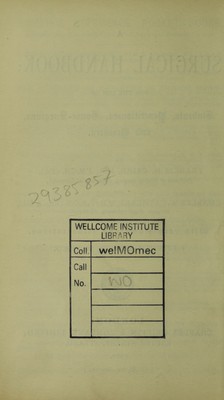 29385857
WELLCOME INSTITUTE
LIBRARY
Coll. welMOmec
Call
No. WO